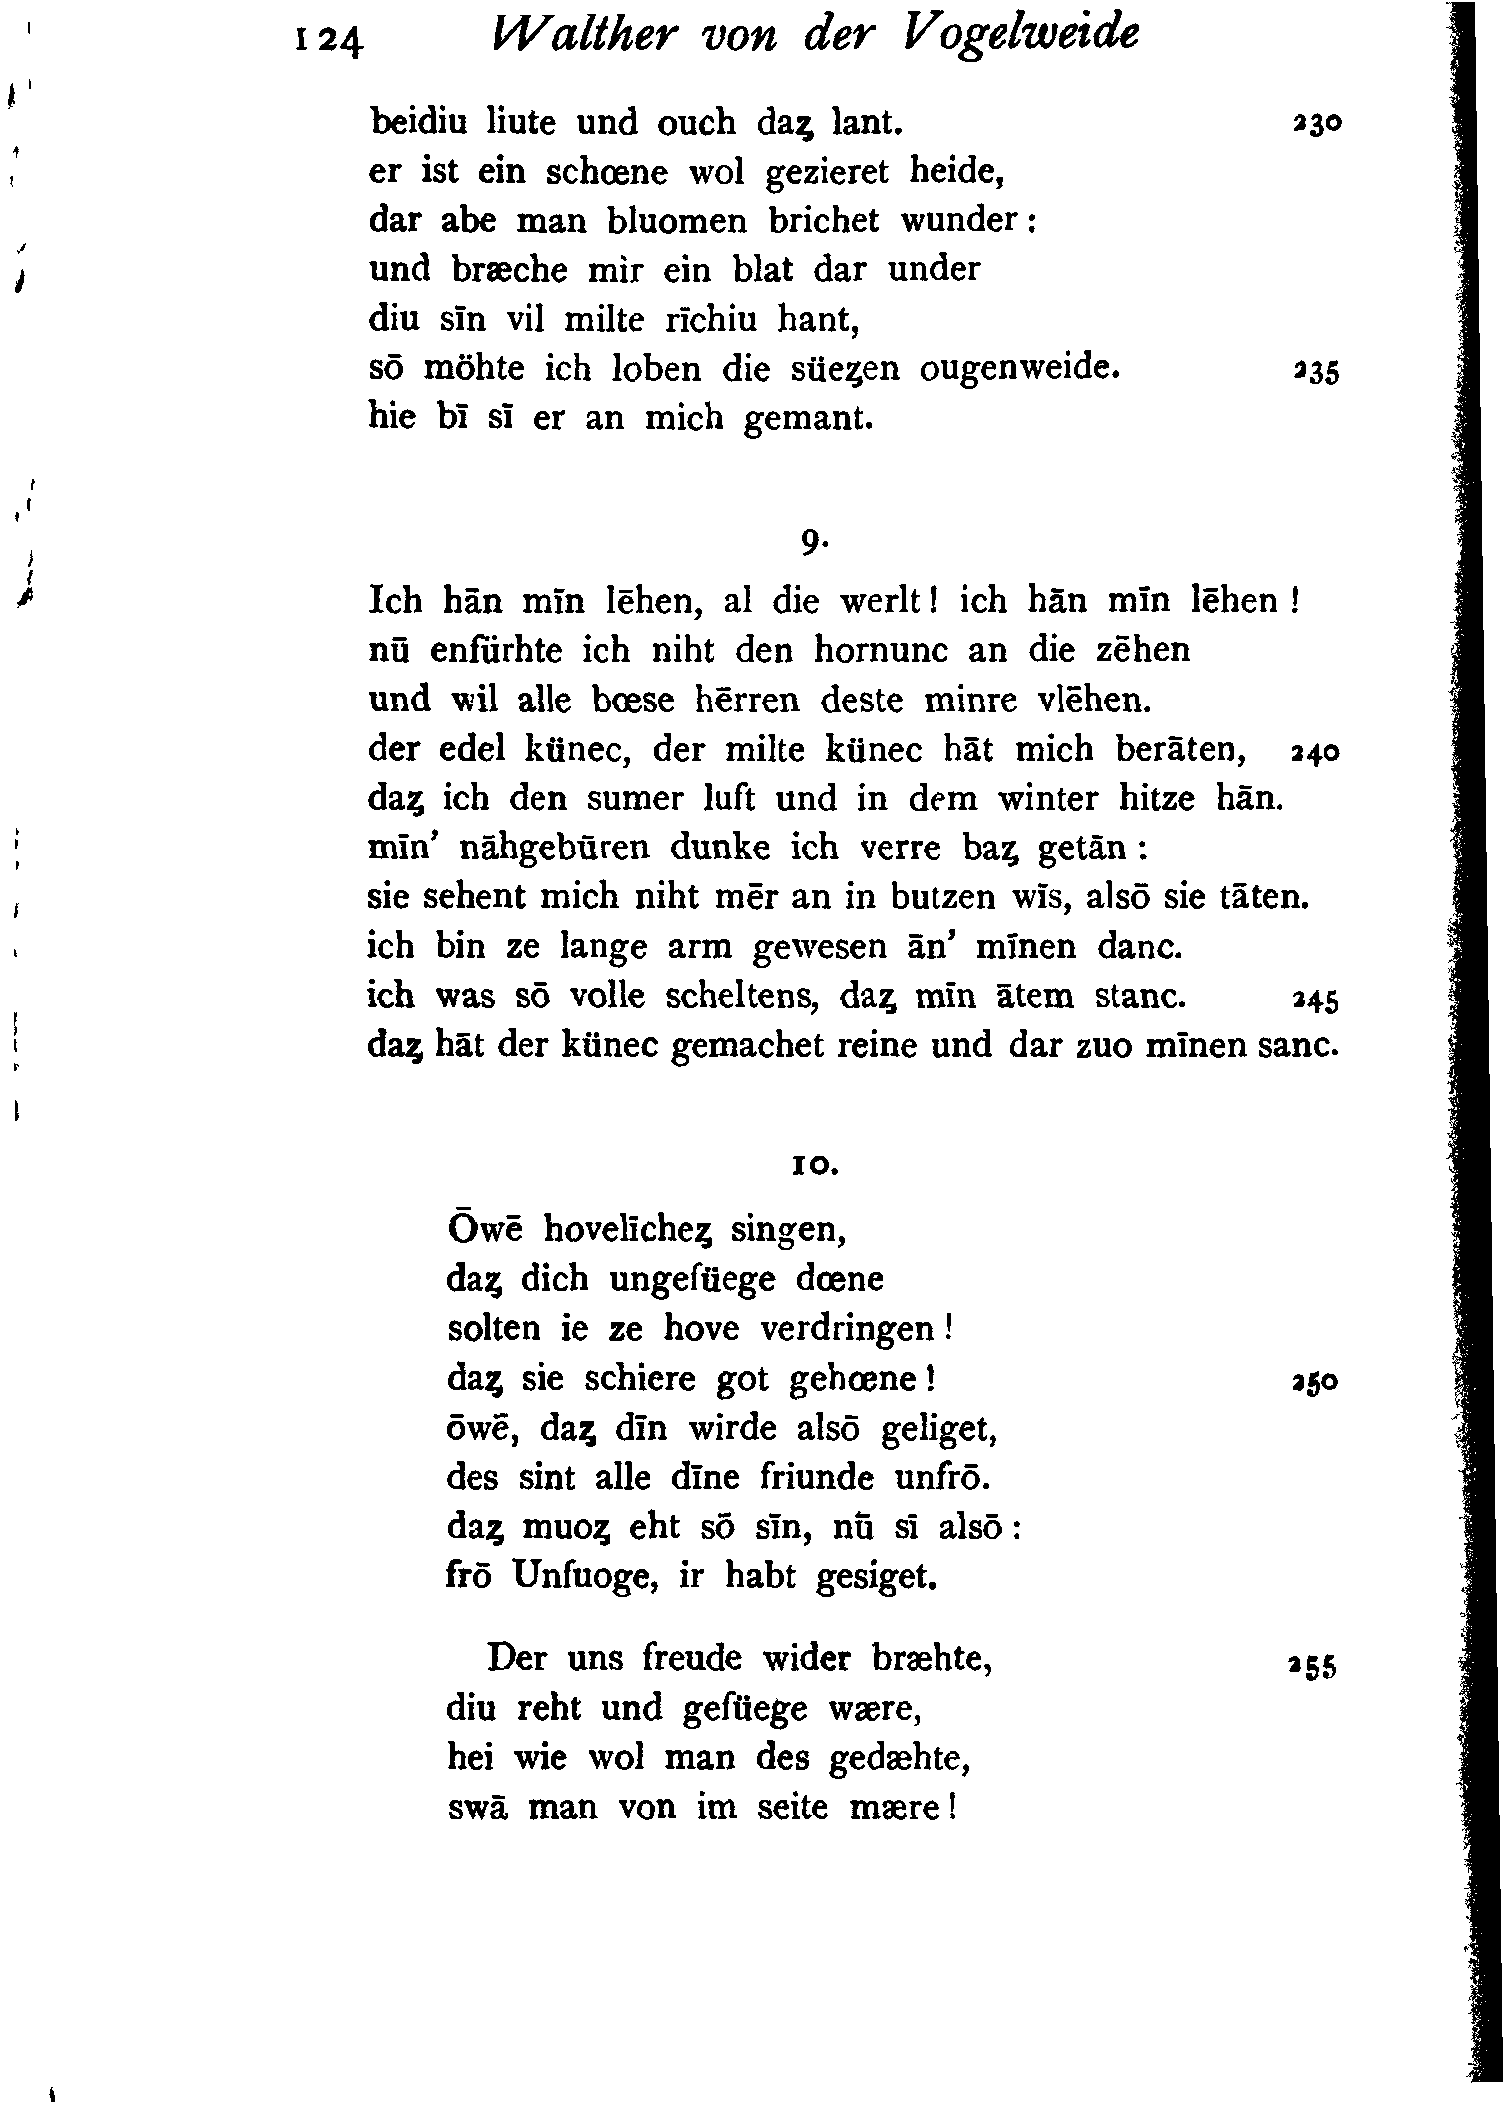 124 Walther von der Vogelweide
beidiu liute und ouch daȥ lant. 230
er ist ein schœne wol gezieret heide,
dar abe man bluomen brichet wunder:
und bræche mir ein blat dar under
diu sīn vil milte rīchiu hant,
sō möhte ich loben die süeȥen ougenweide. 235
hie bī sī er an mich gemant.
9.
Ich hān mīn lēhen, al die werlt! ich hān mīn lēhen!
nū enfürhte ich niht den hornunc an die zēhen
und wil alle bœse hērren deste minre vlēhen.
der edel künec, der milte künec hāt mich berāten, 240
daȥ ich den sumer luft und in dem winter hitze hān.
mīn' nāhgebūren dunke ich verre baȥ getān:
sie sehent mich niht mēr an in butzen wīs, alsō sie tāten.
ich bin ze lange arm gewesen ān' mīnen danc.
ich was sō volle scheltens, daȥ mīn ātem stanc. 245
daȥ hāt der künec gemachet reine und dar zuo mīnen sanc.
10.
Ōwē hovelīcheȥ singen,
daȥ dich ungefüege dœne
solten ie ze hove verdringen!
daȥ sie schiere got gehœne! 250
ōwē, daȥ dīn wirde alsō geliget,
des sint alle dīne friunde unfrō.
daȥ muoȥ eht sō sīn, nū sī alsō:
frō Unfuoge, ir habt gesiget.
Der uns freude wider bræhte, 255
diu reht und gefüege wære,
hei wie wol man des gedæhte,
swā man von im seite mære!